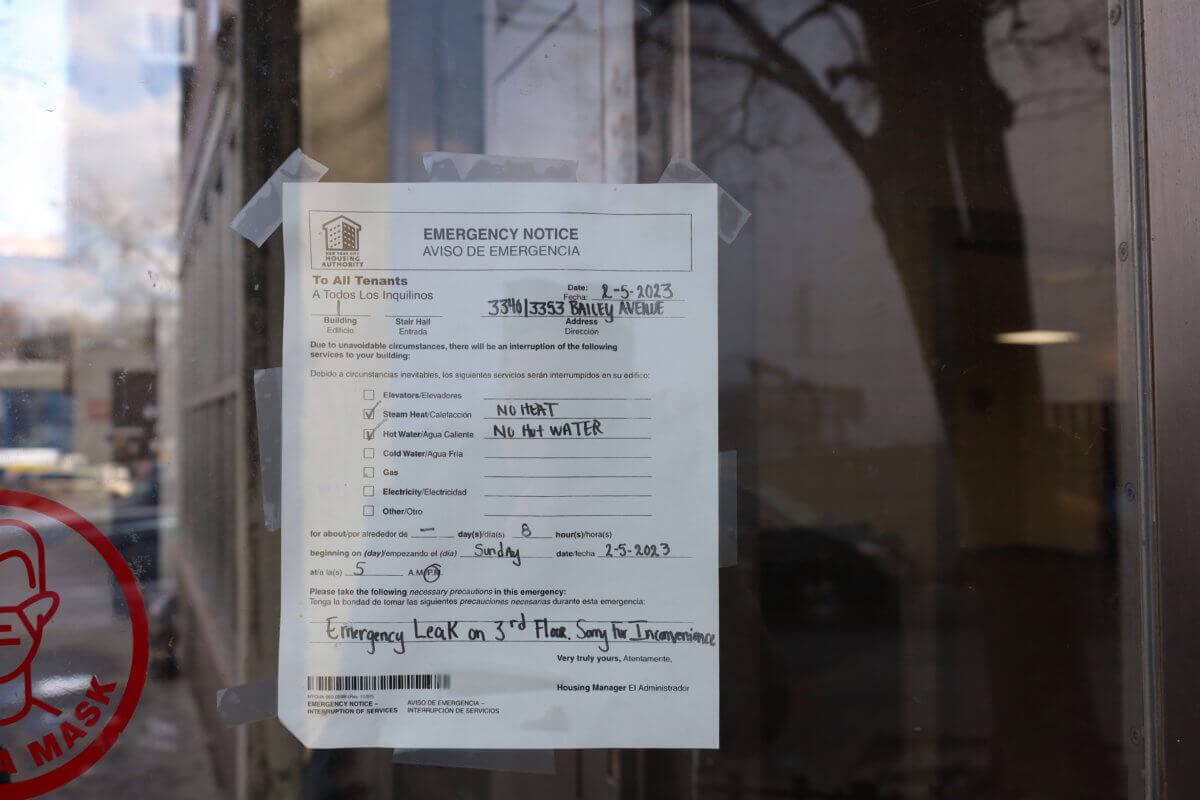 NEW YORK CITY
HOUSING
AUTHORITY
EMERGENCY NOTICE
AVISO DE EMERGENCIA
To All Tenants
A Todos Los Inquilinos
Date: 2-5-2023
Fecha:
1
3340/3353 BAILEY AVENUE
Building
Edificio
Stair Hall
Entrada
Address
Dirección
Due to unavoidable circumstances, there will be an interruption of the following
services to your building:
Debido a circunstancias inevitables, los siguientes servicios serán interrumpidos en su edificio:
Elevators/Elevadores
Steam Heat/Calefacción NO HEAT
Hot Water/Agua Caliente No Hot WATER
Cold Water/Agua Fria
Gas
Electricity/Electricidad
Other/Otro
for about/por alrededor de – day(s)/día(s) 8 hour(s)/hora(s)
beginning on (day)/empezando el (día) Sunday date/fecha 2-5-2023
at/a la(s) 5 A.M./P.M.
Please take the following necessary precautions in this emergency:
Tenga la bondad de tomar las siguientes precauciones necesarias durante esta emergencia:
Emergency Leak on 3rd Floor. Sorry For Inconvenience
Very truly yours, Atentamente,
Housing Manager El Administrador
EMERGENCY NOTICE –
INTERRUPTION OF SERVICES
AVISO DE EMERGENCIA –
INTERRUPCIÓN DE SERVICIOS
A MASK